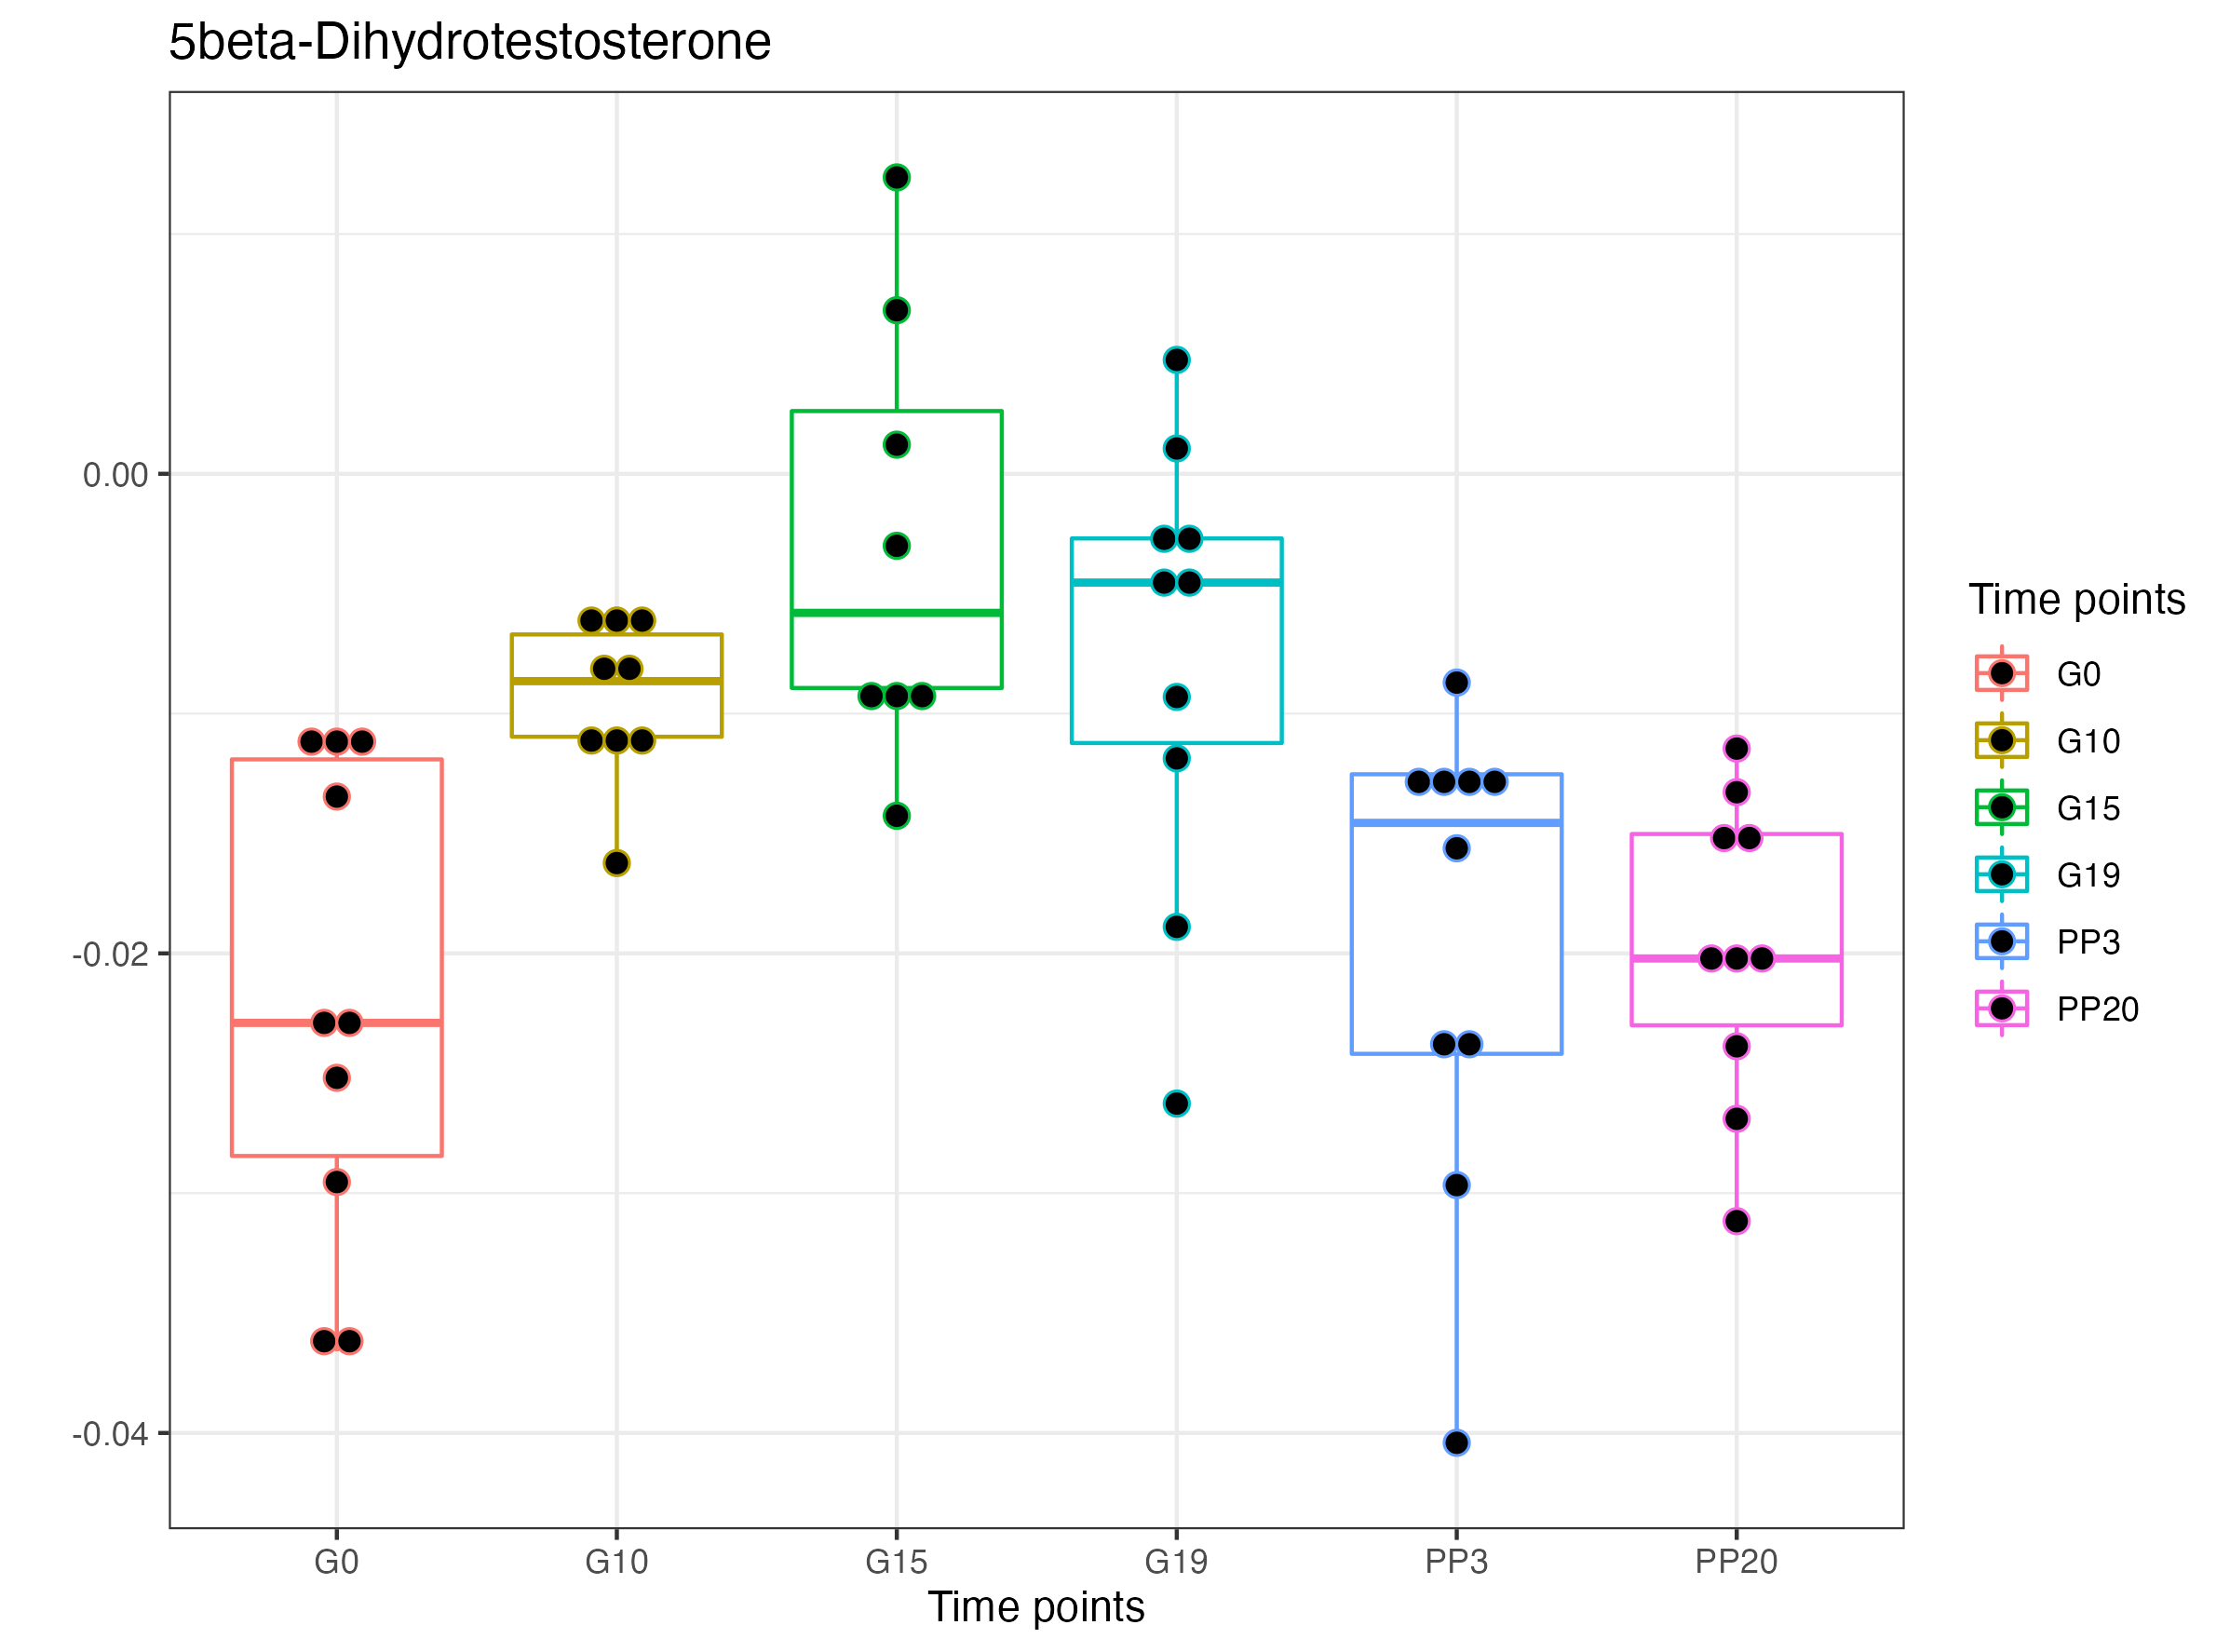 5beta-Dihydrotestosterone
0.00
-0.02
-0.04
G0 G10 G15 G19 PP3 PP20
Time points
Time points
G0
G10
G15
G19
PP3
PP20